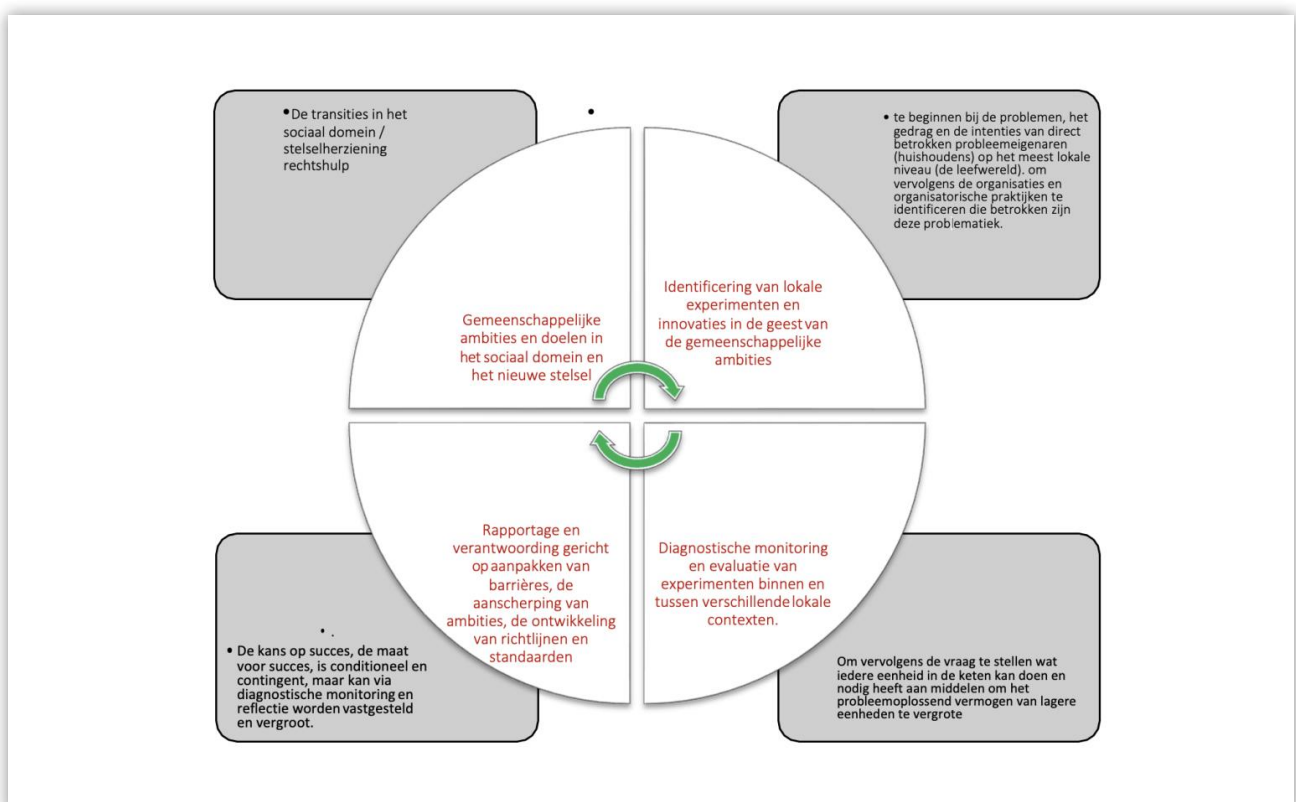 • De transities in het
sociaal domein /
stelselherziening
rechtshulp
•
• te beginnen bij de problemen, het
gedrag en de intenties van direct
betrokken probleemeigenaren
(huishoudens) op het meest lokale
niveau (de leefwereld). om
vervolgens de organisaties en
organisatorische praktijken te
identificeren die betrokken zijn
deze problematiek.
Gemeenschappelijke
ambities en doelen in
het sociaal domein en
het nieuwe stelsel
Identificering van lokale
experimenten en
innovaties in de geest van
de gemeenschappelijke
ambities
Rapportage en
verantwoording gericht
op aanpakken van
barrières, de
aanscherping van
ambities, de ontwikkeling
van richtlijnen en
standaarden
Diagnostische monitoring
en evaluatie van
experimenten binnen en
tussen verschillende lokale
contexten.
• .
• De kans op succes, de maat
voor succes, is conditioneel en
contingent, maar kan via
diagnostische monitoring en
reflectie worden vastgesteld
en vergroot.
Om vervolgens de vraag te stellen wat
iedere eenheid in de keten kan doen en
nodig heeft aan middelen om het
probleemoplossend vermogen van lagere
eenheden te vergrote